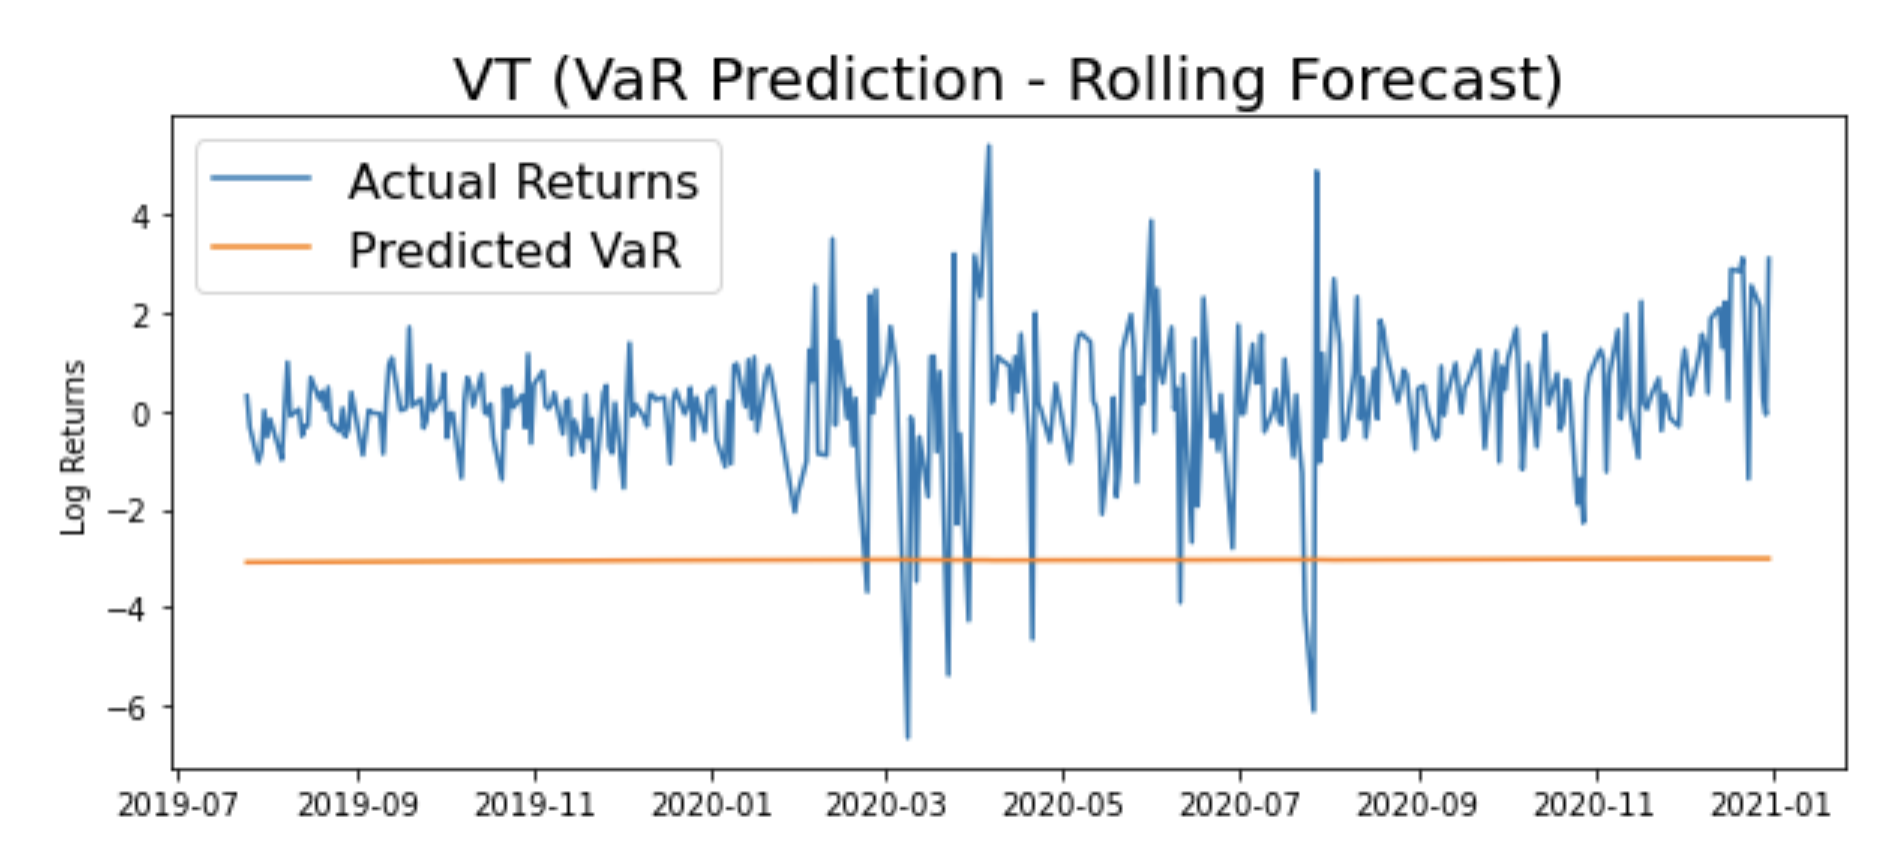 VT (VaR Prediction - Rolling Forecast)
Actual Returns
Predicted VaR
Log Returns
4
2
0
−2
−4
−6
2019-07 2019-09 2019-11 2020-01 2020-03 2020-05 2020-07 2020-09 2020-11 2021-01